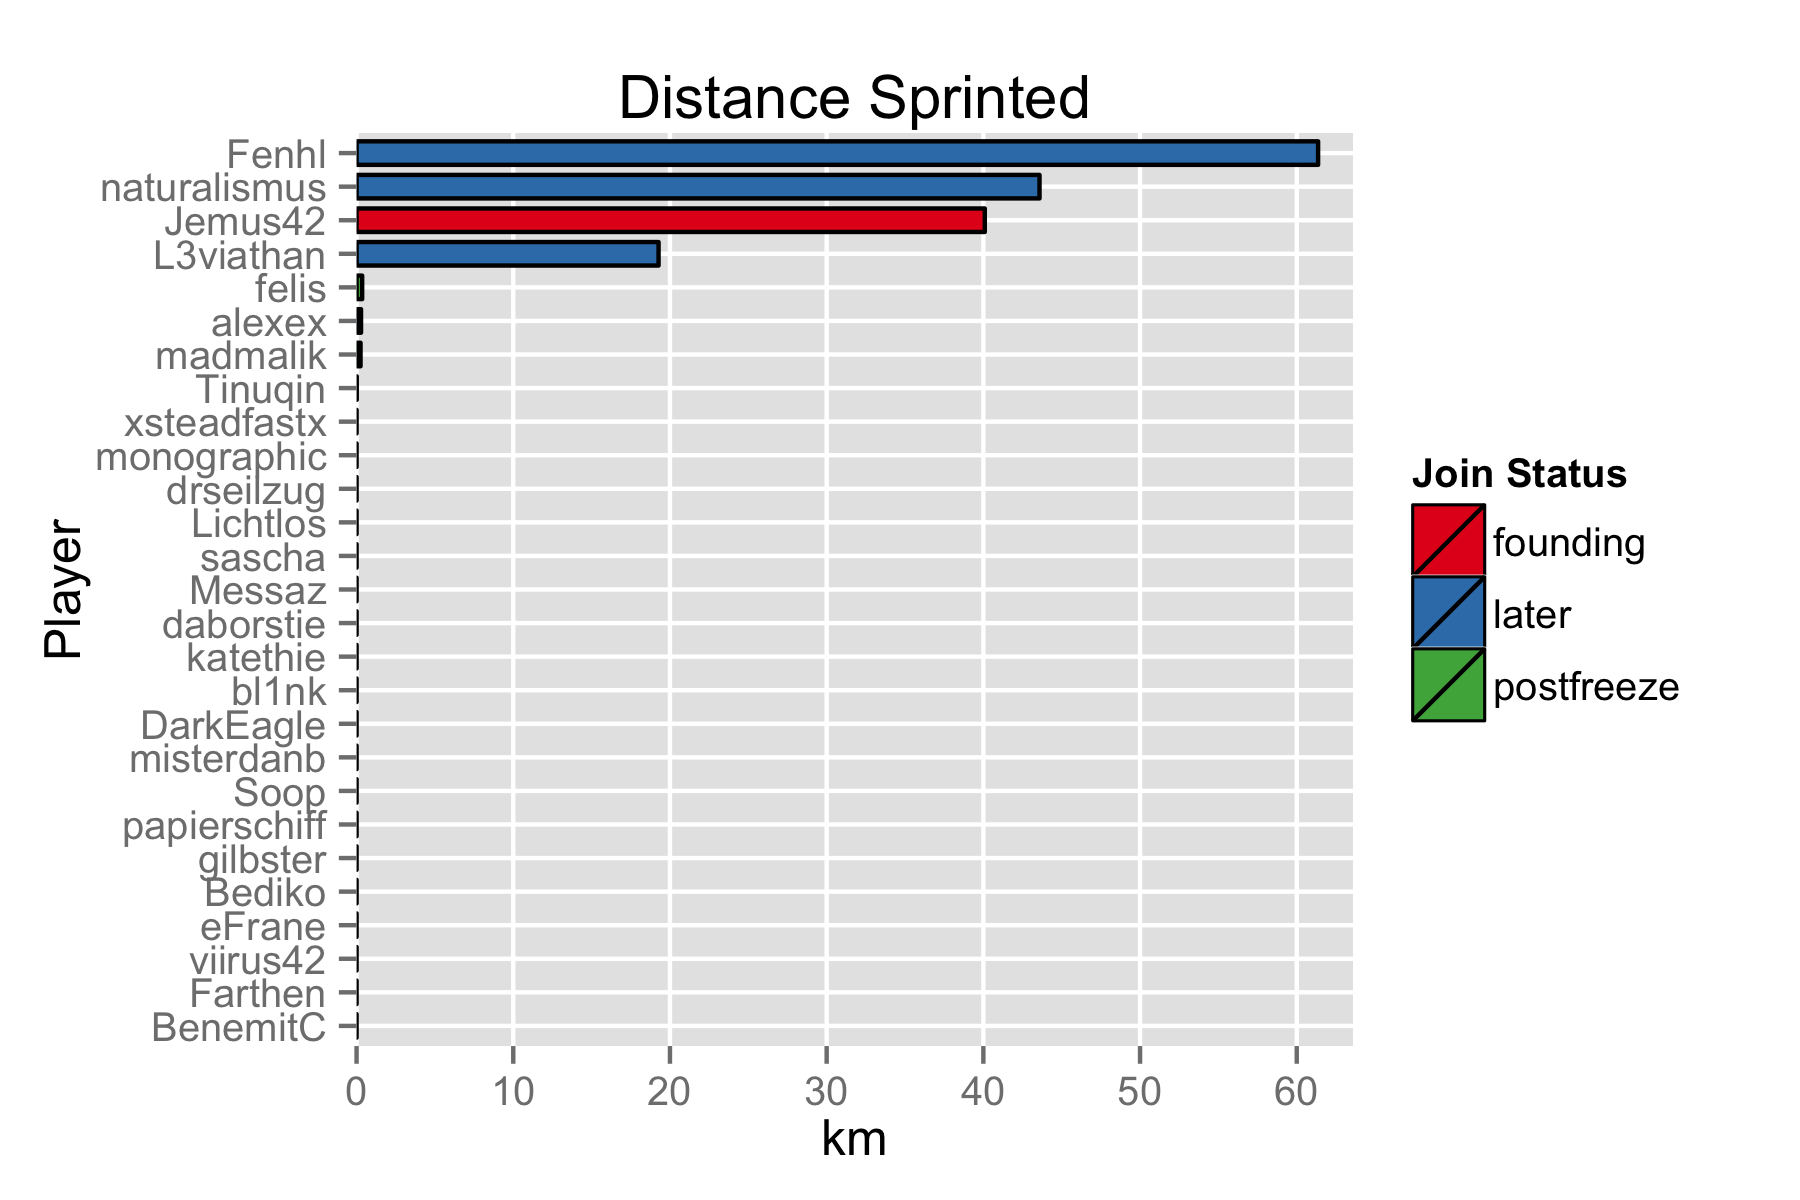 Distance Sprinted
Player
Fenhl
naturalismus
Jemus42
L3viathan
felis
alexex
madmalik
Tinuqin
xsteadfastx
monographic
drseilzug
Lichtlos
sascha
Messaz
daborstie
katethie
bl1nk
DarkEagle
misterdanb
Soop
papierschiff
gilbster
Bediko
eFrane
viirus42
Farthen
BenemitC
0 10 20 30 40 50 60
km
Join Status
founding
later
postfreeze